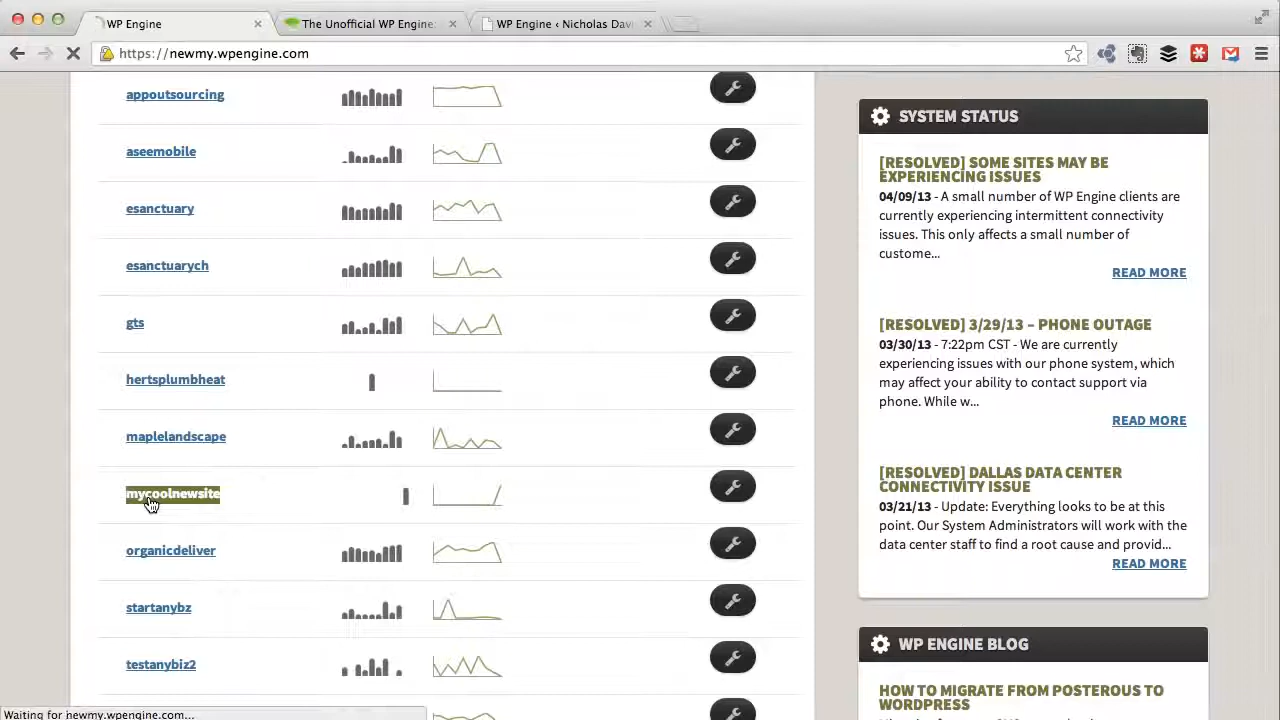 WP Engine
The Unofficial WP Engine
WP Engine ‹ Nicholas Davi
https://newmy.wpengine.com
appoutsourcing
aseemobile
esanctuary
esanctuarych
gts
hertsplumbheat
maplelandscape
mycoolnewsite
organicdeliver
startanybz
testanybiz2
SYSTEM STATUS
[RESOLVED] SOME SITES MAY BE
EXPERIENCING ISSUES
04/09/13 - A small number of WP Engine clients are
currently experiencing intermittent connectivity
issues. This only affects a small number of
custome...
READ MORE
[RESOLVED] 3/29/13 – PHONE OUTAGE
03/30/13 - 7:22pm CST - We are currently
experiencing issues with our phone system, which
may affect your ability to contact support via
phone. While w...
READ MORE
[RESOLVED] DALLAS DATA CENTER
CONNECTIVITY ISSUE
03/21/13 - Update: Everything looks to be at this
point. Our System Administrators will work with the
data center staff to find a root cause and provid...
READ MORE
WP ENGINE BLOG
HOW TO MIGRATE FROM POSTEROUS TO
WORDPRESS
Waiting for newmy.wpengine.com...